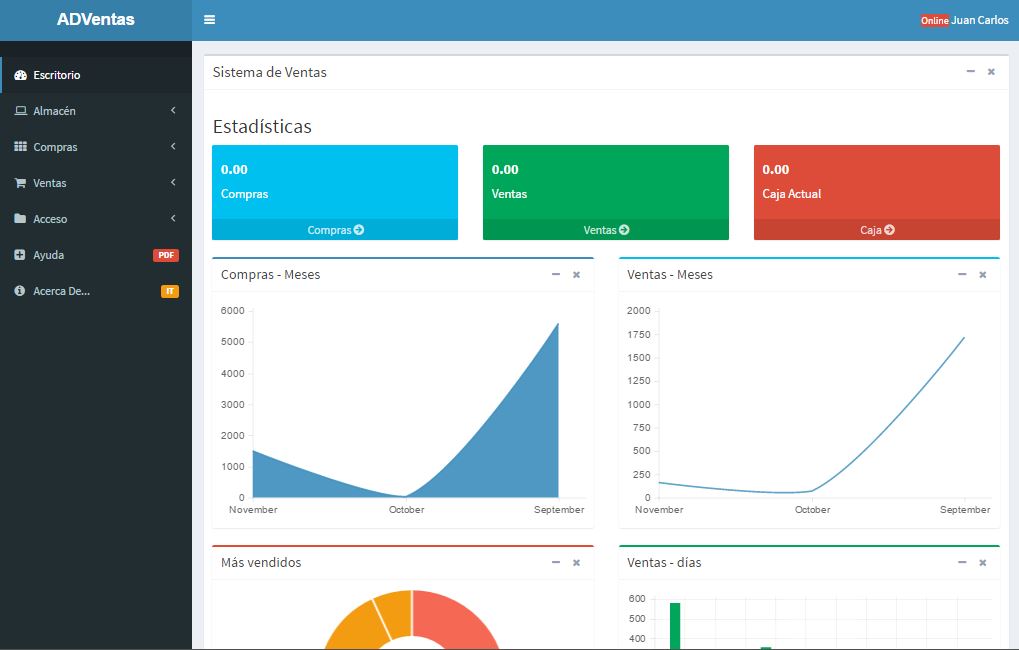 ADVentas
Online Juan Carlos
Escritorio
Almacén
Compras
Ventas
Acceso
Ayuda PDF
Acerca De... IT
Sistema de Ventas
Estadísticas
0.00
Compras
Compras
0.00
Ventas
Ventas
0.00
Caja Actual
Caja
Compras - Meses
6000
5000
4000
3000
2000
1000
0
November October September
Ventas - Meses
2000
1750
1500
1250
1000
750
500
250
0
November October September
Más vendidos
Ventas - días
600
500
400